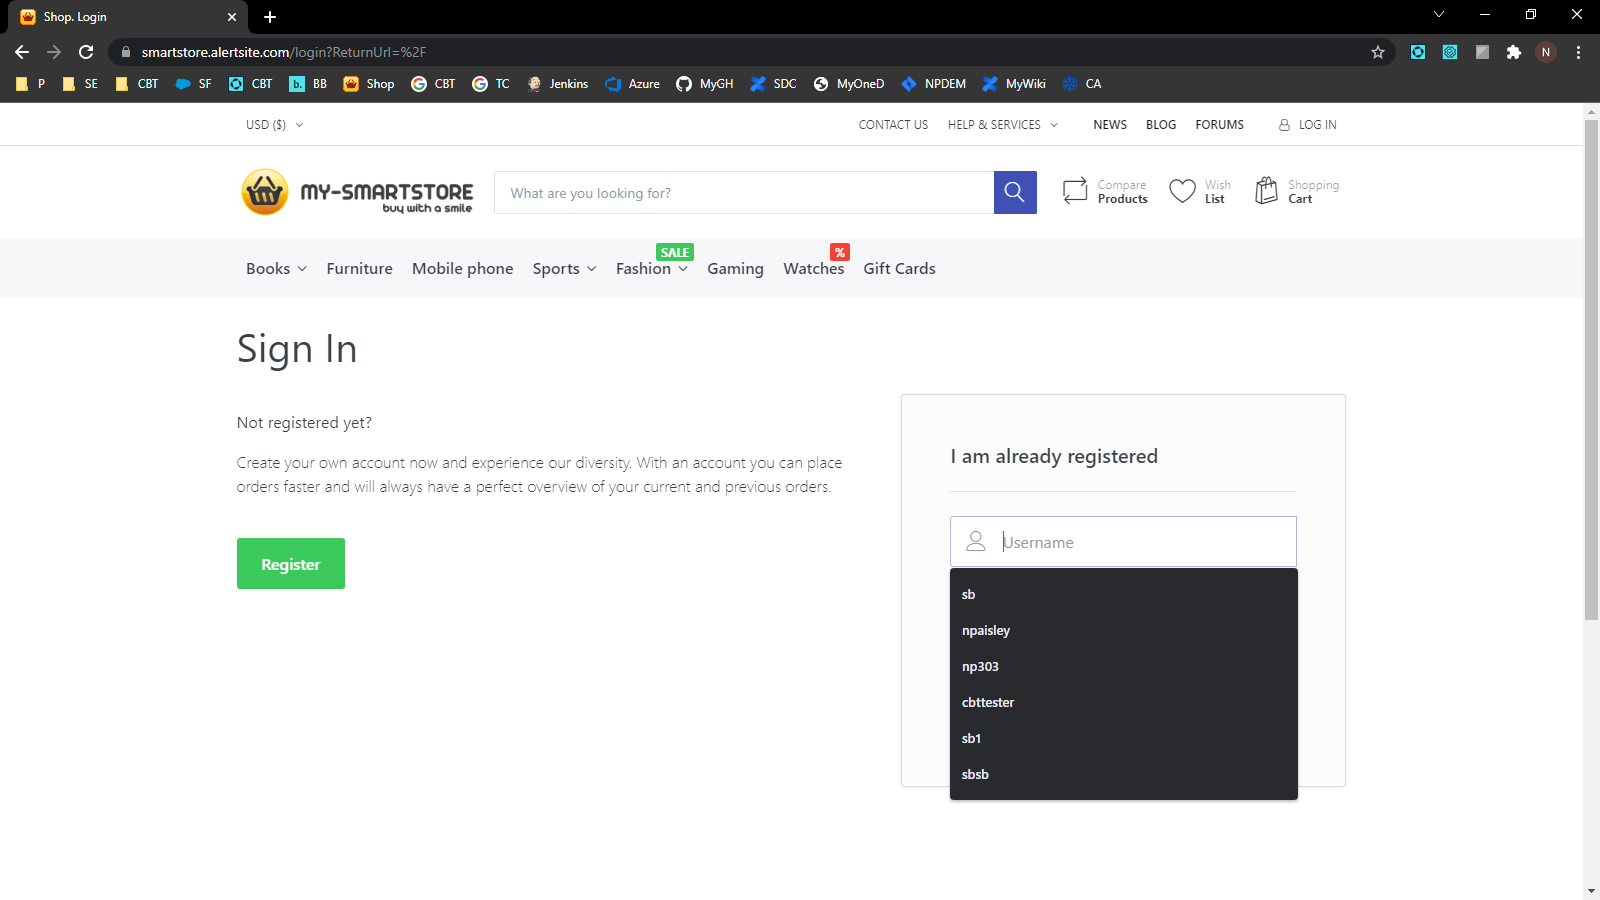 Shop. Login
smartstore.alertsite.com/login?ReturnUrl=%2F
N
P SE CBT SF CBT b. BB Shop CBT TC Jenkins Azure MyGH SDC MyOneD NPDEM MyWiki CA
USD ($) CONTACT US HELP & SERVICES NEWS BLOG FORUMS LOG IN
MY-SMARTSTORE
buy with a smile
What are you looking for?
Compare
Products
Wish
List
Shopping
Cart
SALE %
Books Furniture Mobile phone Sports Fashion Gaming Watches Gift Cards
Sign In
Not registered yet?
Create your own account now and experience our diversity. With an account you can place
orders faster and will always have a perfect overview of your current and previous orders.
Register
I am already registered
Username
sb
npaisley
np303
cbttester
sb1
sbsb